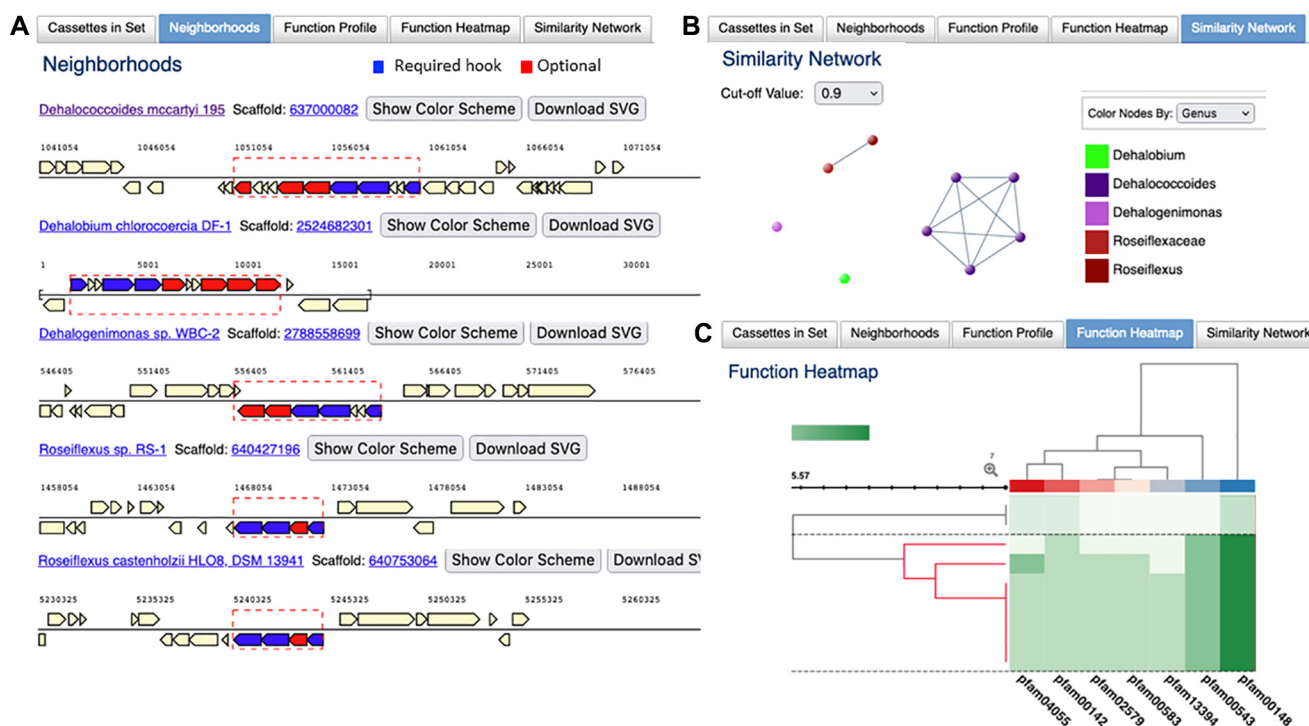 A
Cassettes in Set Neighborhoods Function Profile Function Heatmap Similarity Network
Neighborhoods
Required hook Optional
Dehalococcoides mccartyi 195 Scaffold: 637000082 Show Color Scheme Download SVG
1041054 1046054 1051054 1056054 1061054 1066054 1071054
Dehalobium chlorocoercia DF-1 Scaffold: 2524682301 Show Color Scheme Download SVG
1 5001 10001 15001 20001 25001 30001
Dehalogenimonas sp. WBC-2 Scaffold: 2788558699 Show Color Scheme Download SVG
546405 551405 556405 561405 566405 571405 576405
Roseiflexus sp. RS-1 Scaffold: 640427196 Show Color Scheme Download SVG
1458054 1463054 1468054 1473054 1478054 1483054 1488054
Roseiflexus castenholzii HLO8, DSM 13941 Scaffold: 640753064 Show Color Scheme Download SV
5230325 5235325 5240325 5245325 5250325 5255325 5260325
B
Cassettes in Set Neighborhoods Function Profile Function Heatmap Similarity Network
Similarity Network
Cut-off Value: 0.9
Color Nodes By: Genus
Dehalobium
Dehalococcoides
Dehalogenimonas
Roseiflexaceae
Roseiflexus
C
Cassettes in Set Neighborhoods Function Profile Function Heatmap Similarity Network
Function Heatmap
7
5.57
pfam04055 pfam00142 pfam02579 pfam00583 pfam13394 pfam00543 pfam00148